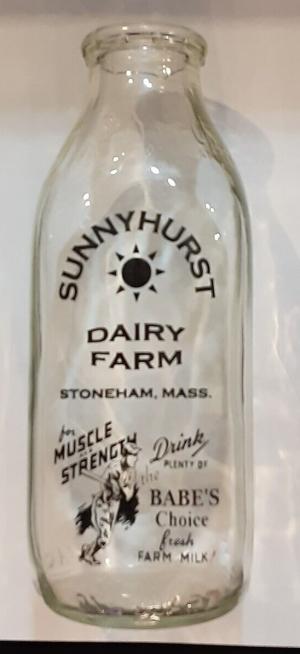 SUNNYHURST
DAIRY
FARM
STONEHAM, MASS.
for
MUSCLE
STRENGTH
Drink
PLENTY OF
the
BABE'S
Choice
fresh
FARM MILK!